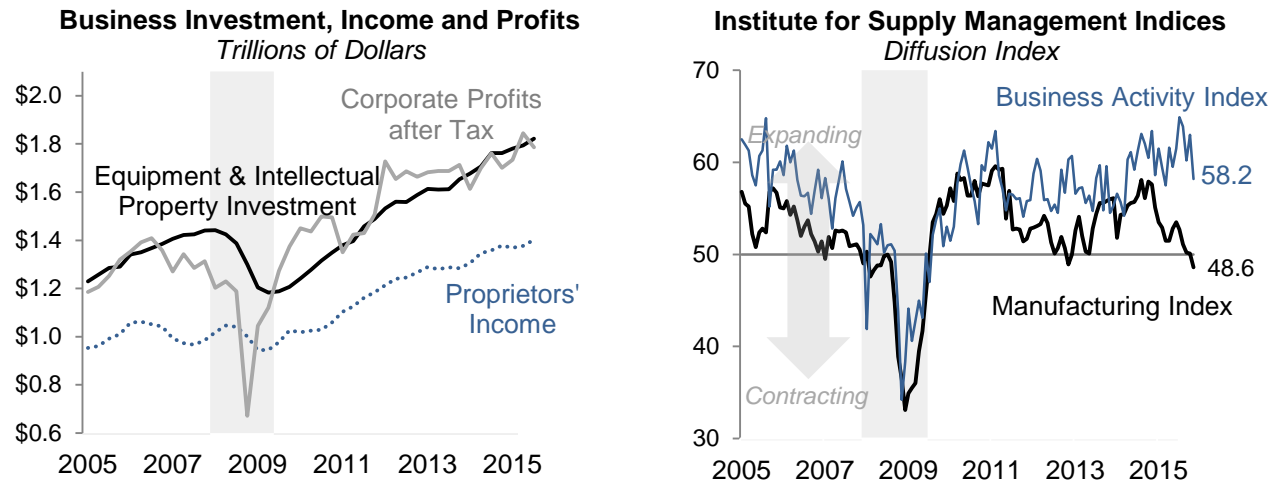 Business Investment, Income and Profits
Trillions of Dollars
$2.0
$1.8
$1.6
$1.4
$1.2
$1.0
$0.8
$0.6
Corporate Profits
after Tax
Equipment & Intellectual
Property Investment
Proprietors'
Income
2005 2007 2009 2011 2013 2015
Institute for Supply Management Indices
Diffusion Index
70
60
50
40
30
Business Activity Index
Expanding
58.2
48.6
Manufacturing Index
Contracting
2005 2007 2009 2011 2013 2015